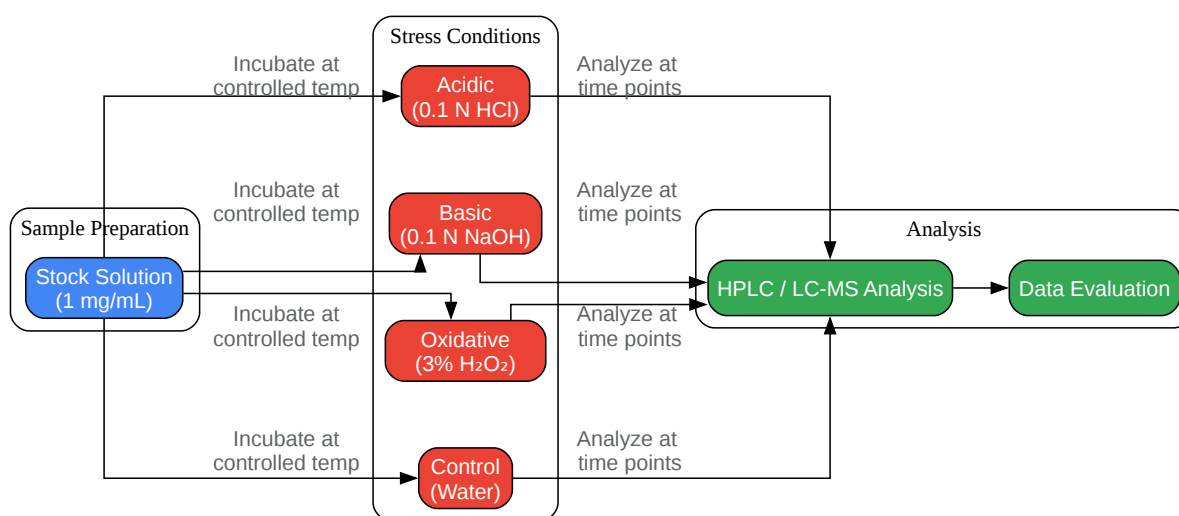 Stress Conditions
Incubate at
controlled temp
Acidic
(0.1 N HCl)
Analyze at
time points
Incubate at
controlled temp
Basic
(0.1 N NaOH)
Analyze at
time points
Sample Preparation
Stock Solution
(1 mg/mL)
Analysis
HPLC / LC-MS Analysis
Data Evaluation
Incubate at
controlled temp
Oxidative
(3% H₂O₂)
Analyze at
time points
Incubate at
controlled temp
Control
(Water)
Analyze at
time points